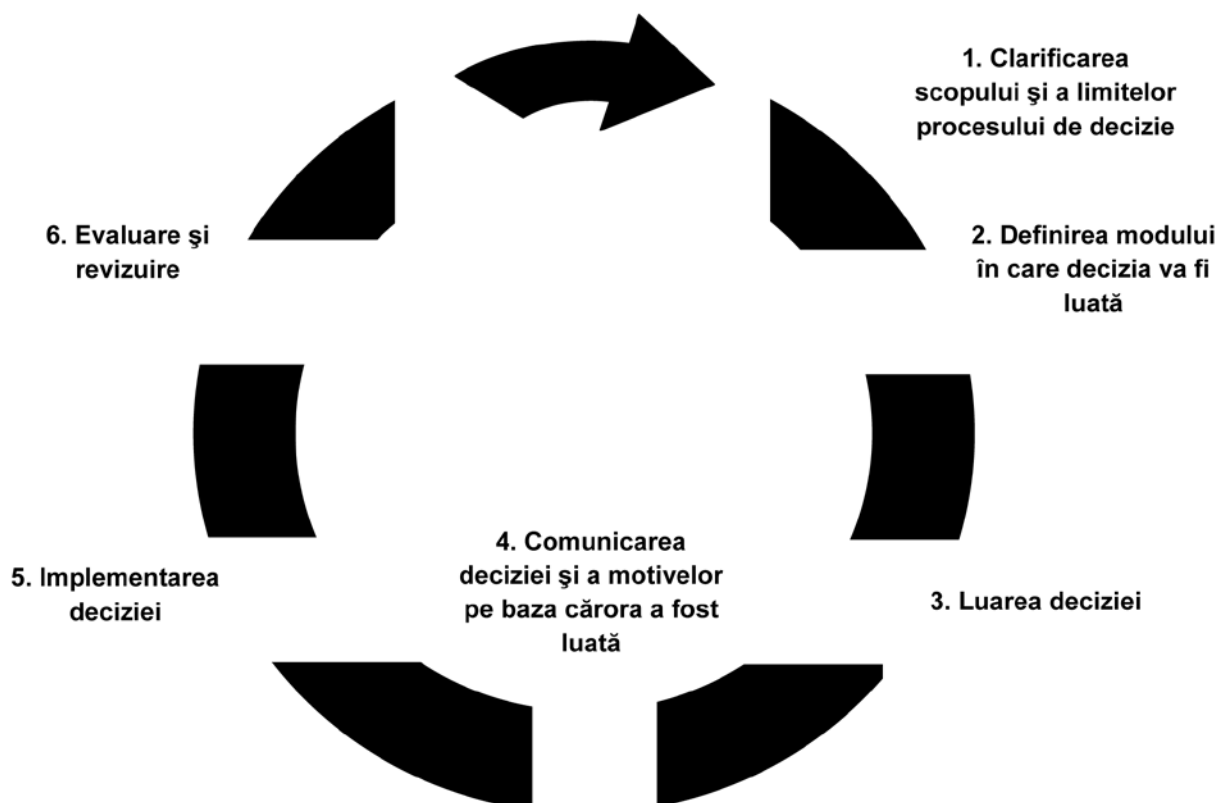 1. Clarificarea
scopului şi a limitelor
procesului de decizie
2. Definirea modului
în care decizia va fi
luată
3. Luarea deciziei
4. Comunicarea
deciziei şi a motivelor
pe baza cărora a fost
luată
5. Implementarea
deciziei
6. Evaluare şi
revizuire